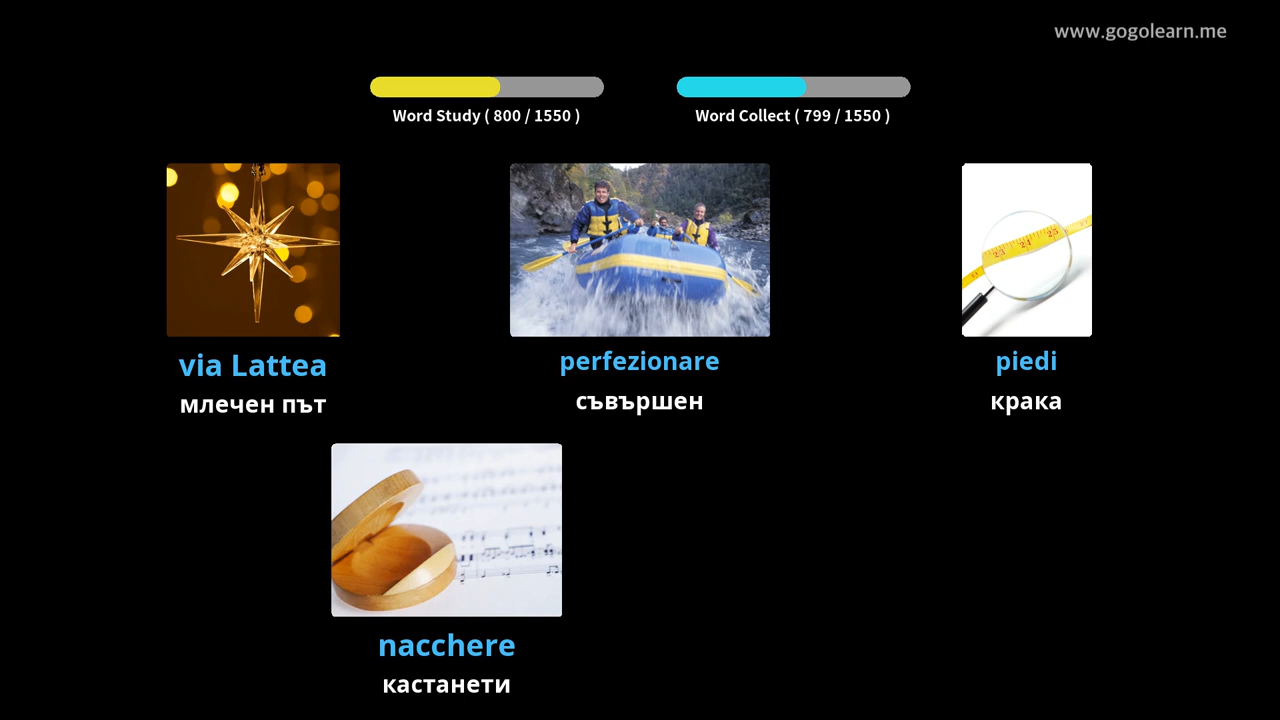 www.gogolearn.me
Word Study ( 800 / 1550 )
Word Collect ( 799 / 1550 )
via Lattea
млечен път
perfezionare
съвършен
piedi
крака
nacchere
кастанети